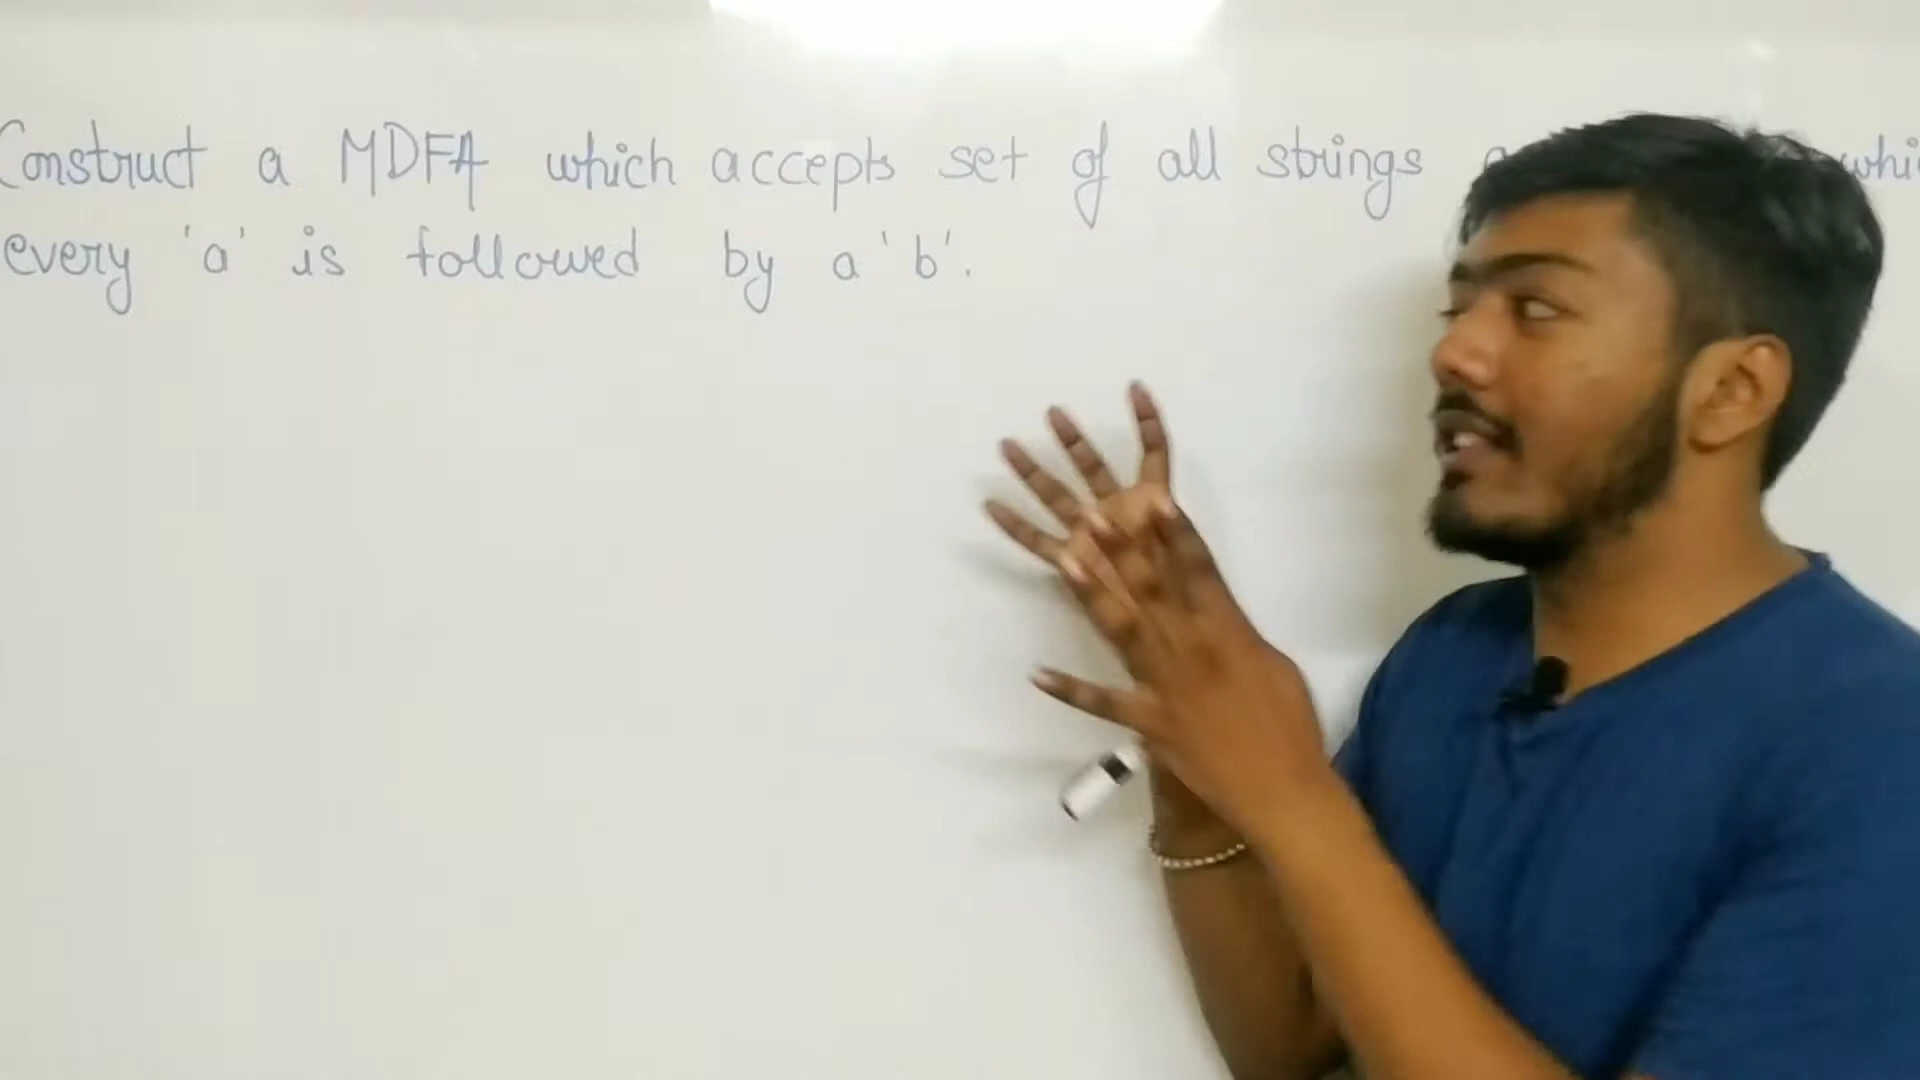 Construct a MDFA which accepts set of all strings
every 'a' is followed by a 'b'.